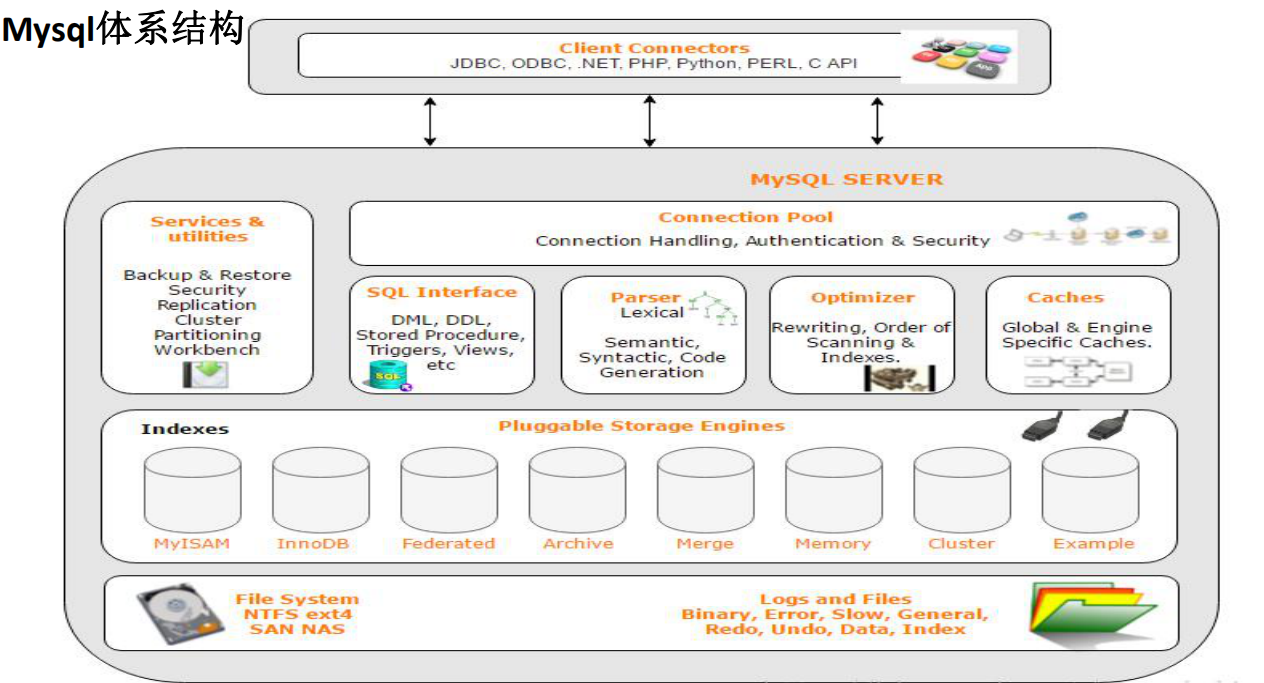 Mysql体系结构
Client Connectors
JDBC, ODBC, .NET, PHP, Python, PERL, C API
MySQL SERVER
Services &
utilities
Backup & Restore
Security
Replication
Cluster
Partitioning
Workbench
Connection Pool
Connection Handling, Authentication & Security
SQL Interface
DML, DDL,
Stored Procedure,
Triggers, Views,
etc
SQL
Parser
Lexical
Semantic,
Syntactic, Code
Generation
Optimizer
Rewriting, Order of
Scanning &
Indexes.
Caches
Global & Engine
Specific Caches.
Indexes
Pluggable Storage Engines
MyISAM
InnoDB
Federated
Archive
Merge
Memory
Cluster
Example
File System
NTFS ext4
SAN NAS
Logs and Files
Binary, Error, Slow, General,
Redo, Undo, Data, Index